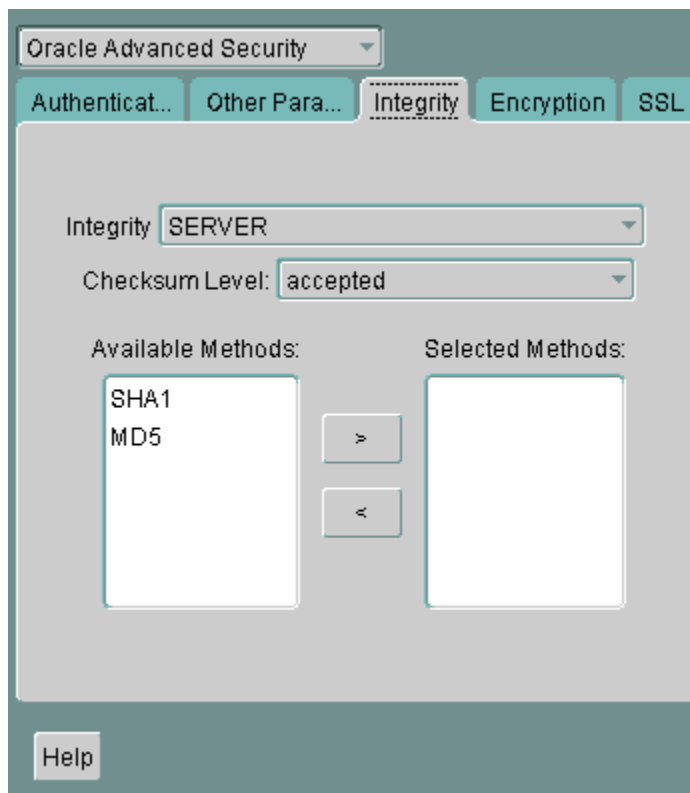 Oracle Advanced Security
Authenticat... Other Para... Integrity Encryption SSL
Integrity SERVER
Checksum Level: accepted
Available Methods: Selected Methods:
SHA1
MD5
>
<
Help